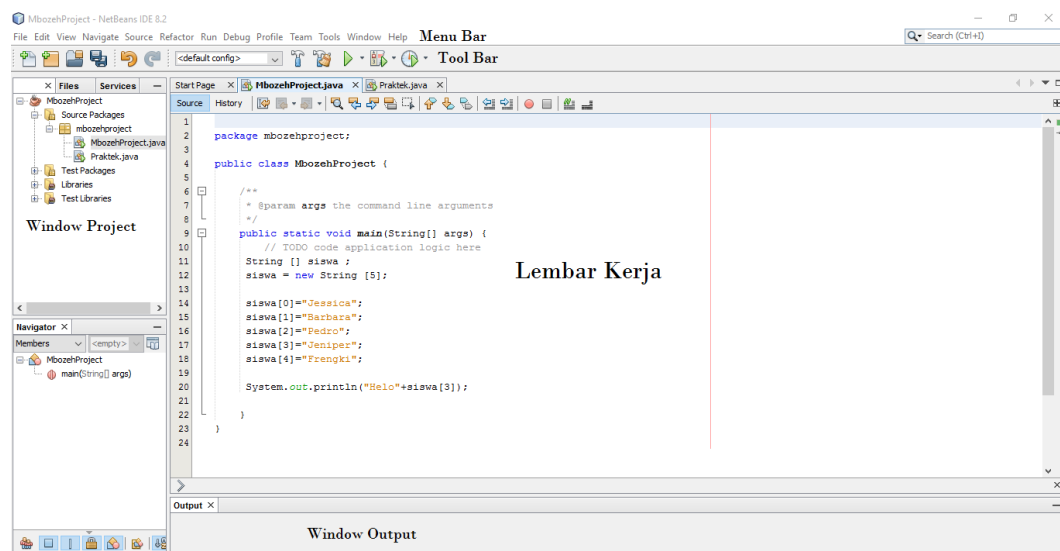 MbozehProject - NetBeans IDE 8.2
File Edit View Navigate Source Refactor Run Debug Profile Team Tools Window Help Menu Bar
Search (Ctrl+I)
<default config> Tool Bar
Files Services
Start Page MbozehProject.java Praktek.java
Source History
MbozehProject
Source Packages
mbozehproject
MbozehProject.java
Praktek.java
Test Packages
Libraries
Test Libraries
Window Project
Navigator
Members <empty>
MbozehProject
main(String[] args)
1
2 package mbozehproject;
3
4 public class MbozehProject {
5
6 /**
7 * @param args the command line arguments
8 */
9 public static void main(String[] args) {
10 // TODO code application logic here
11 String [] siswa ;
12 siswa = new String [5];
13
14 siswa[0]="Jessica";
15 siswa[1]="Barbara";
16 siswa[2]="Pedro";
17 siswa[3]="Jeniper";
18 siswa[4]="Frengki";
19
20 System.out.println("Helo"+siswa[3]);
21
22 }
23 }
24
Lembar Kerja
Output
Window Output